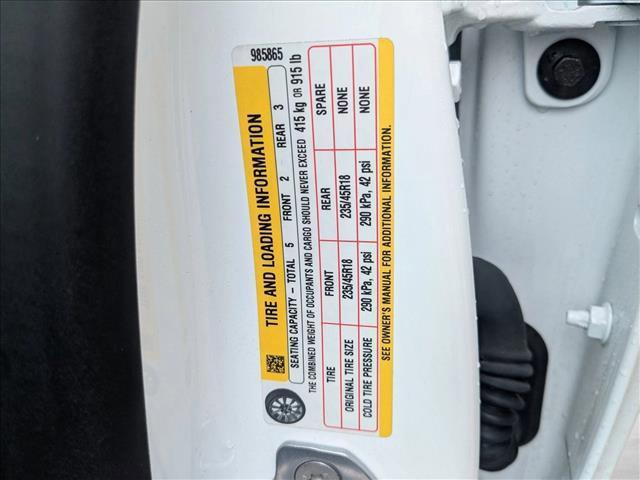 985865
TIRE AND LOADING INFORMATION
SEATING CAPACITY – TOTAL 5 FRONT 2 REAR 3
THE COMBINED WEIGHT OF OCCUPANTS AND CARGO SHOULD NEVER EXCEED 415 kg OR 915 lb
TIRE FRONT REAR SPARE
ORIGINAL TIRE SIZE 235/45R18 235/45R18 NONE
COLD TIRE PRESSURE 290 kPa, 42 psi 290 kPa, 42 psi NONE
SEE OWNER'S MANUAL FOR ADDITIONAL INFORMATION.